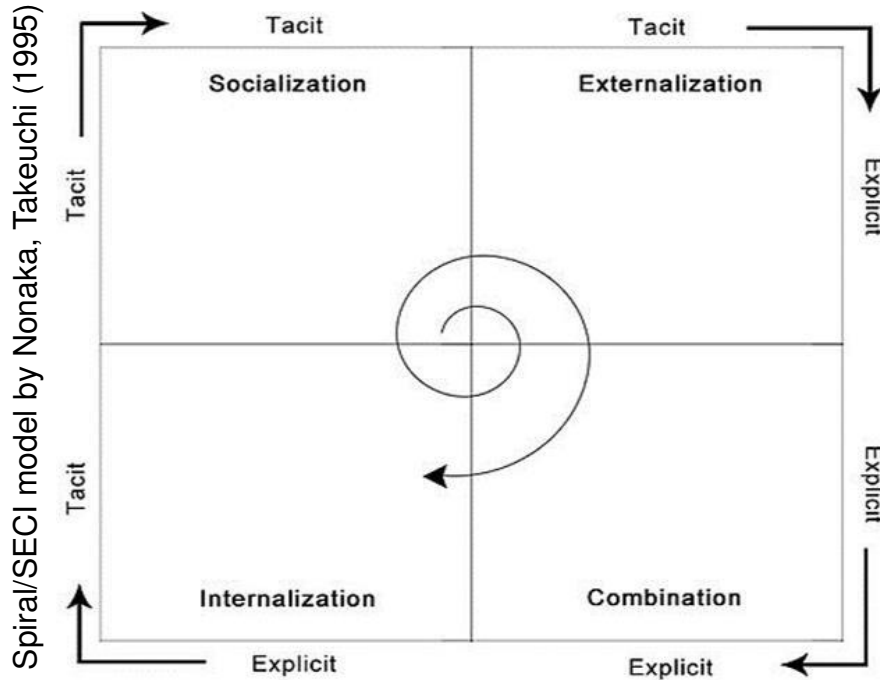 Spiral/SECI model by Nonaka, Takeuchi (1995)
Tacit
Tacit
Socialization
Externalization
Tacit
Explicit
Tacit
Explicit
Internalization
Combination
Explicit
Explicit